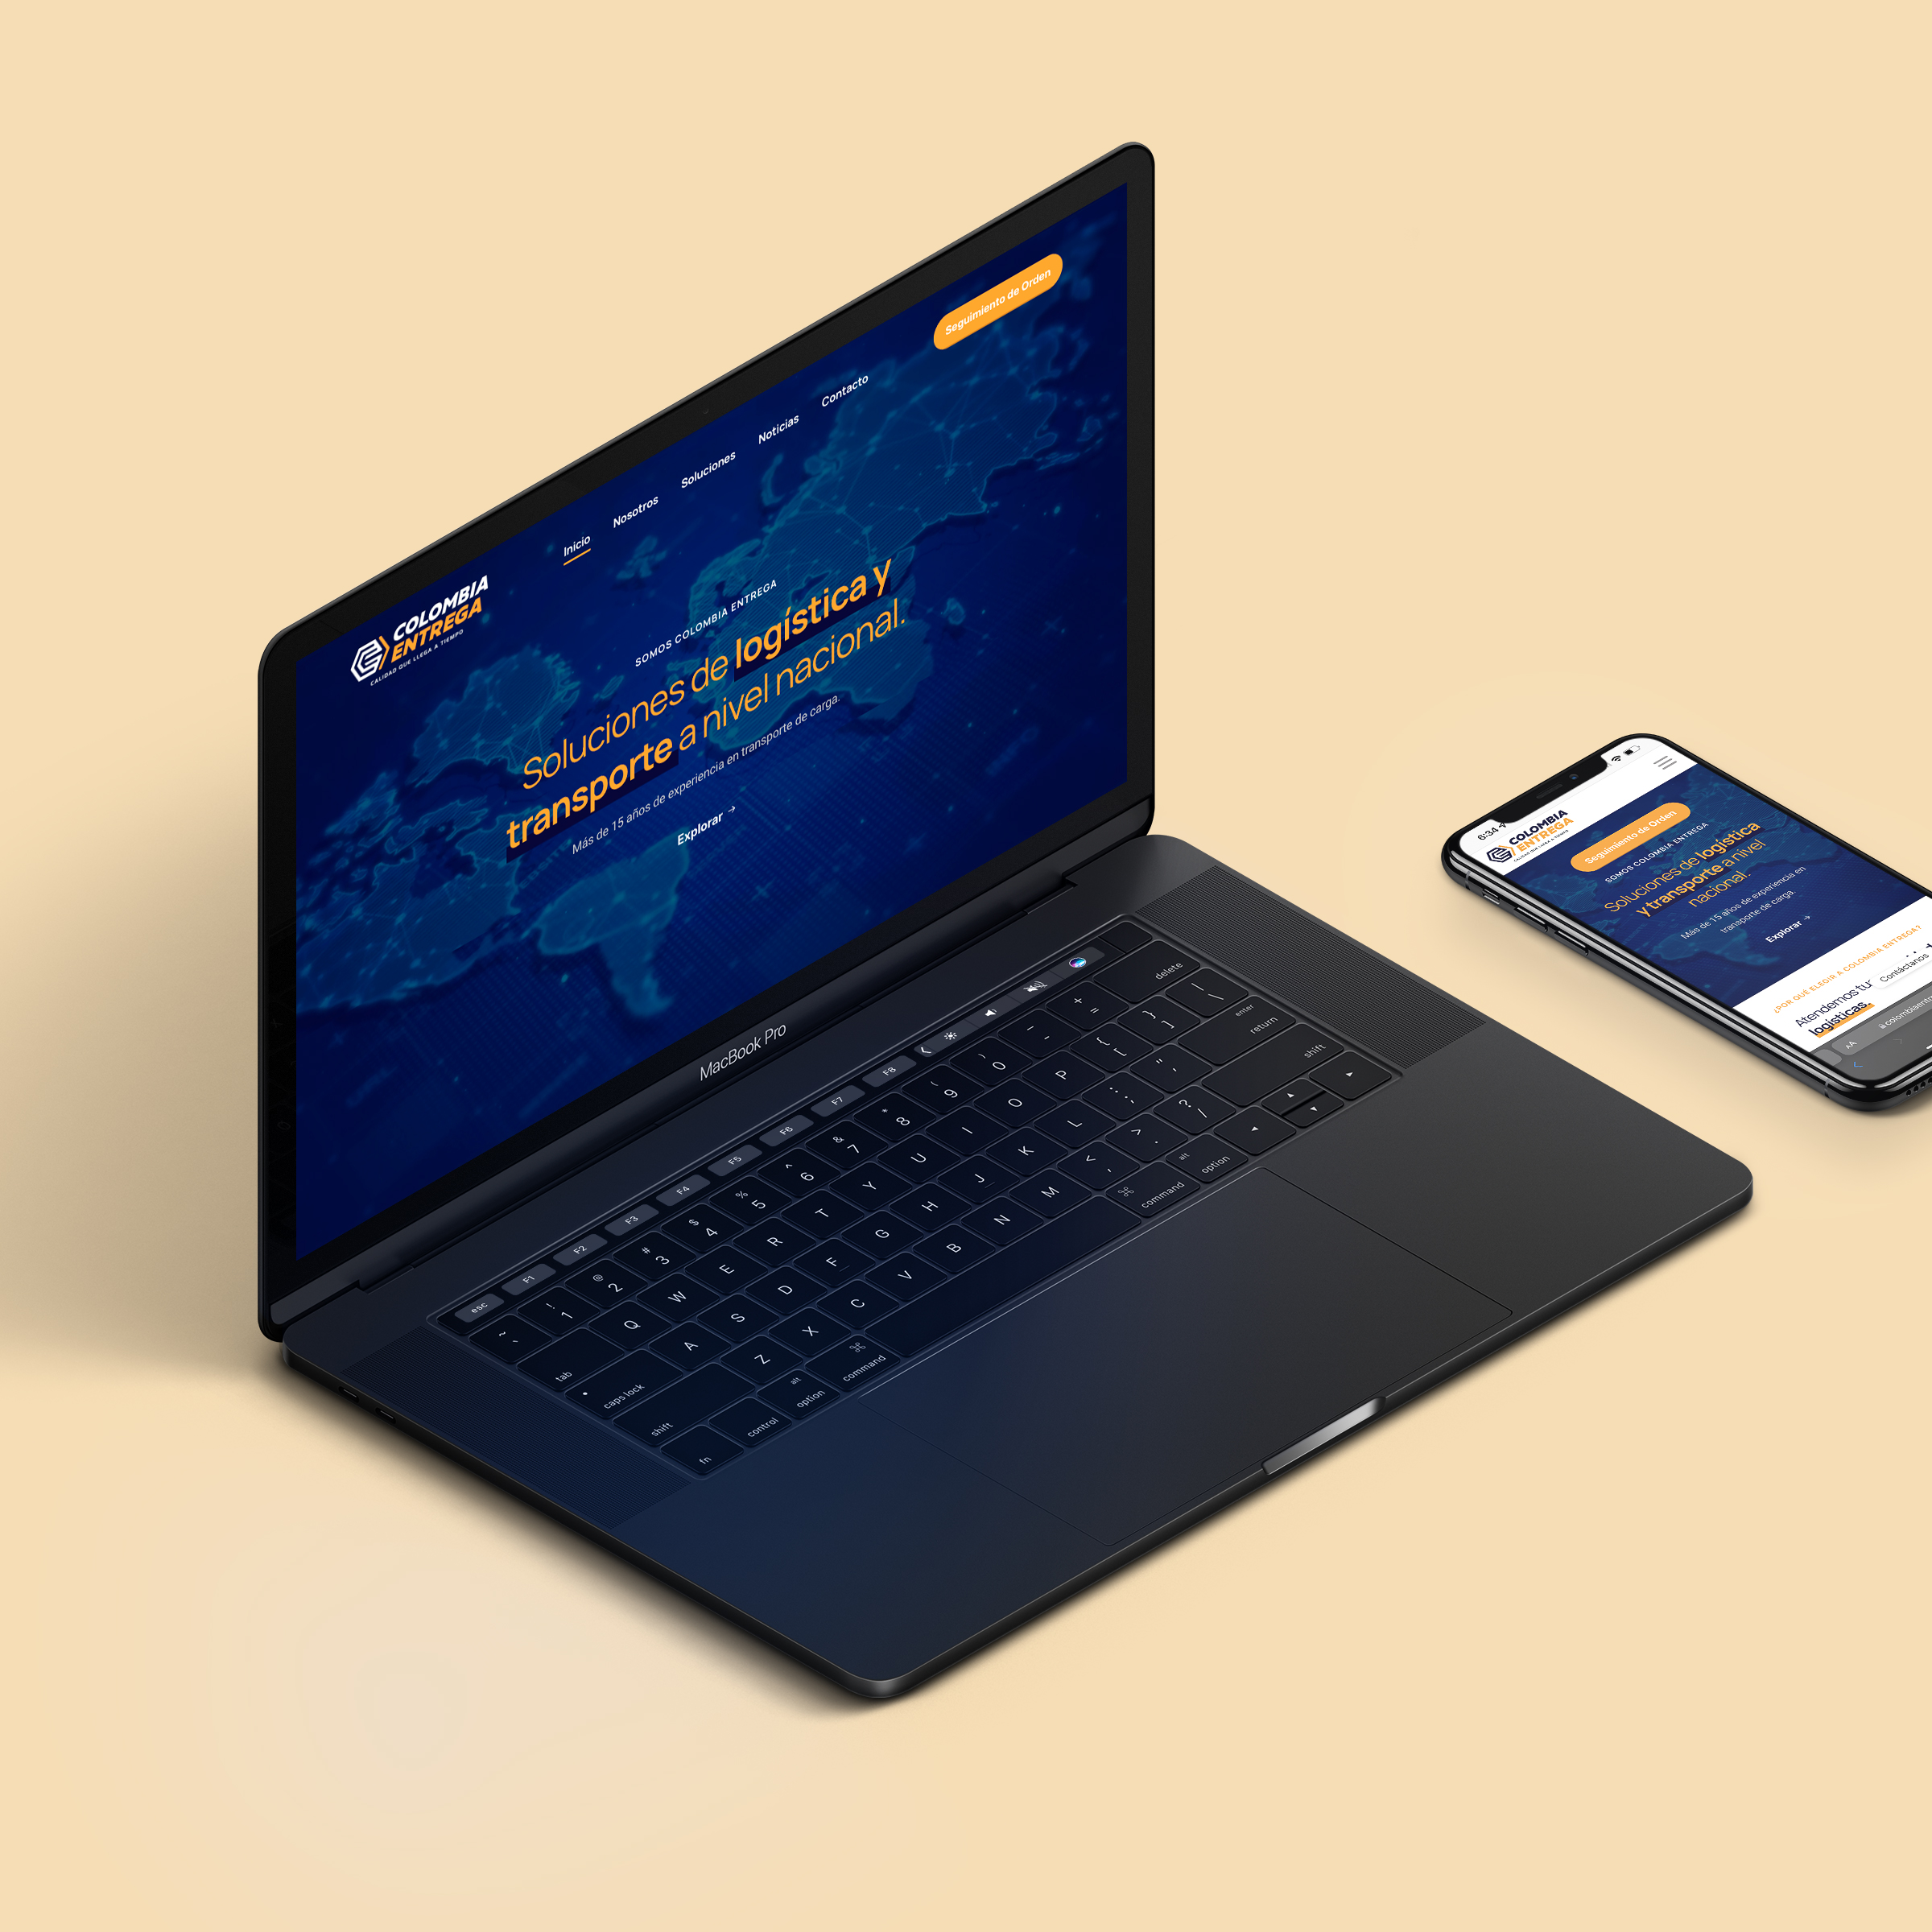 COLOMBIA
ENTREGA
CALIDAD QUE LLEGA A TIEMPO
Inicio
Nosotros
Soluciones
Noticias
Contacto
Seguimiento de Orden
SOMOS COLOMBIA ENTREGA
Soluciones de logística y
transporte a nivel nacional.
Más de 15 años de experiencia en transporte de carga.
Explorar →
MacBook Pro
esc F1 F2 F3 F4 F5 F6 F7 F8
~ ` ! 1 @ 2 # 3 $ 4 % 5 ^ 6 & 7 * 8 ( 9 ) 0 _ - + = delete
tab Q W E R T Y U I O P { [ } ] | \
caps lock A S D F G H J K L : ; " ' enter return
shift Z X C V B N M < , > . ? / shift
fn control alt option ⌘ command ⌘ command alt option ◂ ▴ ▾ ▸
6:34
COLOMBIA
ENTREGA
CALIDAD QUE LLEGA A TIEMPO
Seguimiento de Orden
SOMOS COLOMBIA ENTREGA
Soluciones de logística
y transporte a nivel
nacional.
Más de 15 años de experiencia en
transporte de carga.
Explorar →
¿POR QUÉ ELEGIR A COLOMBIA ENTREGA?
Atendemos tu
logísticas.
Contáctanos
AA